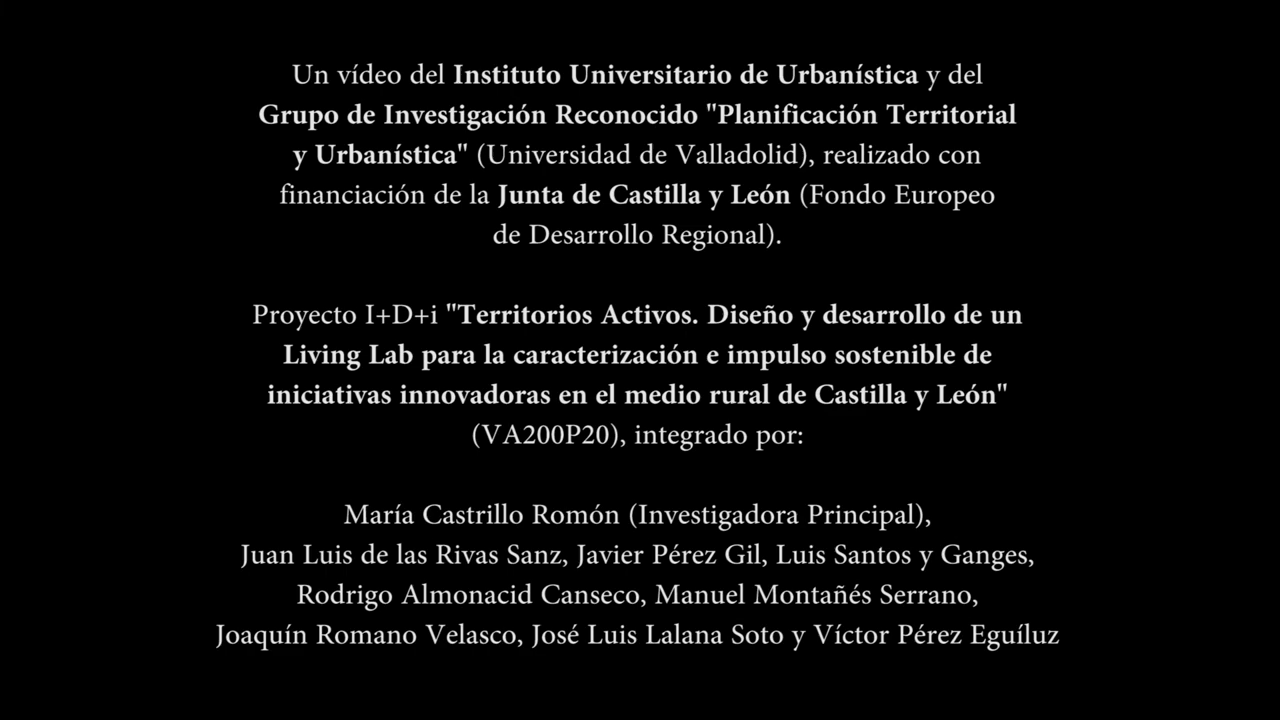 Un vídeo del Instituto Universitario de Urbanística y del
Grupo de Investigación Reconocido "Planificación Territorial
y Urbanística" (Universidad de Valladolid), realizado con
financiación de la Junta de Castilla y León (Fondo Europeo
de Desarrollo Regional).
Proyecto I+D+i "Territorios Activos. Diseño y desarrollo de un
Living Lab para la caracterización e impulso sostenible de
iniciativas innovadoras en el medio rural de Castilla y León"
(VA200P20), integrado por:
María Castrillo Romón (Investigadora Principal),
Juan Luis de las Rivas Sanz, Javier Pérez Gil, Luis Santos y Ganges,
Rodrigo Almonacid Canseco, Manuel Montañés Serrano,
Joaquín Romano Velasco, José Luis Lalana Soto y Víctor Pérez Eguíluz